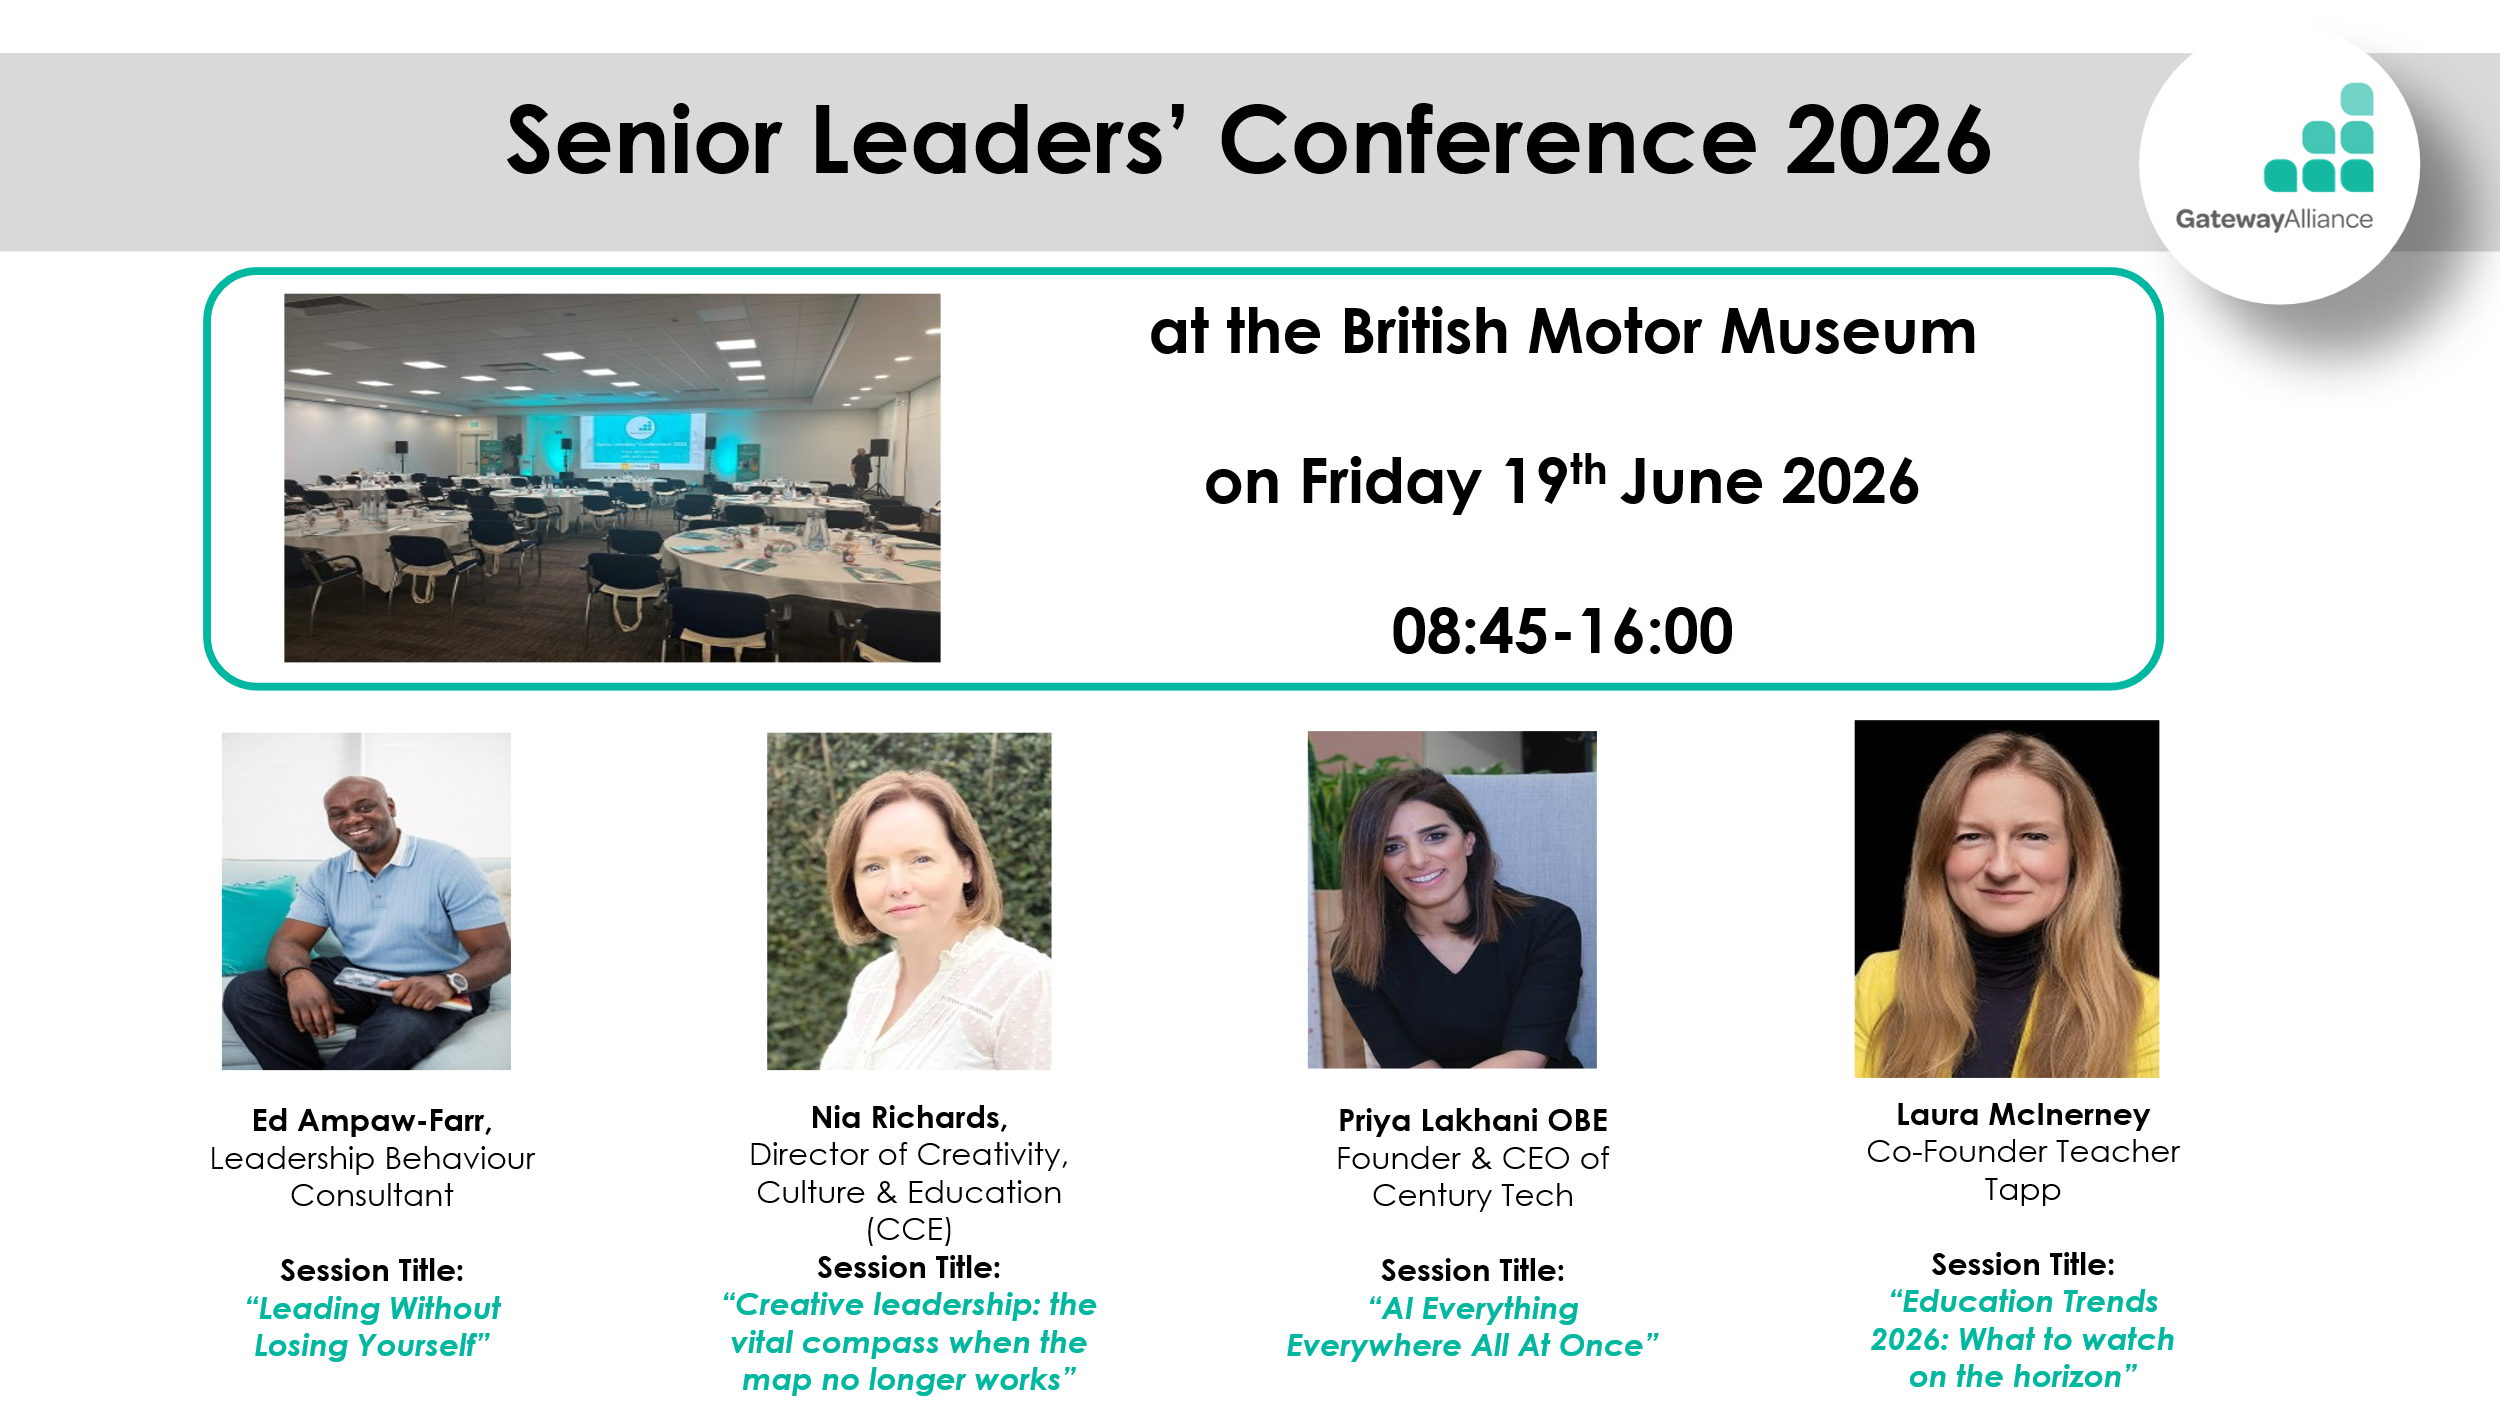 Senior Leaders’ Conference 2026
GatewayAlliance
at the British Motor Museum
on Friday 19th June 2026
08:45-16:00
Senior Leaders' Conference 2026
Ed Ampaw-Farr,
Leadership Behaviour
Consultant
Session Title:
“Leading Without
Losing Yourself”
Nia Richards,
Director of Creativity,
Culture & Education
(CCE)
Session Title:
“Creative leadership: the
vital compass when the
map no longer works”
Priya Lakhani OBE
Founder & CEO of
Century Tech
Session Title:
“AI Everything
Everywhere All At Once”
Laura McInerney
Co-Founder Teacher
Tapp
Session Title:
“Education Trends
2026: What to watch
on the horizon”